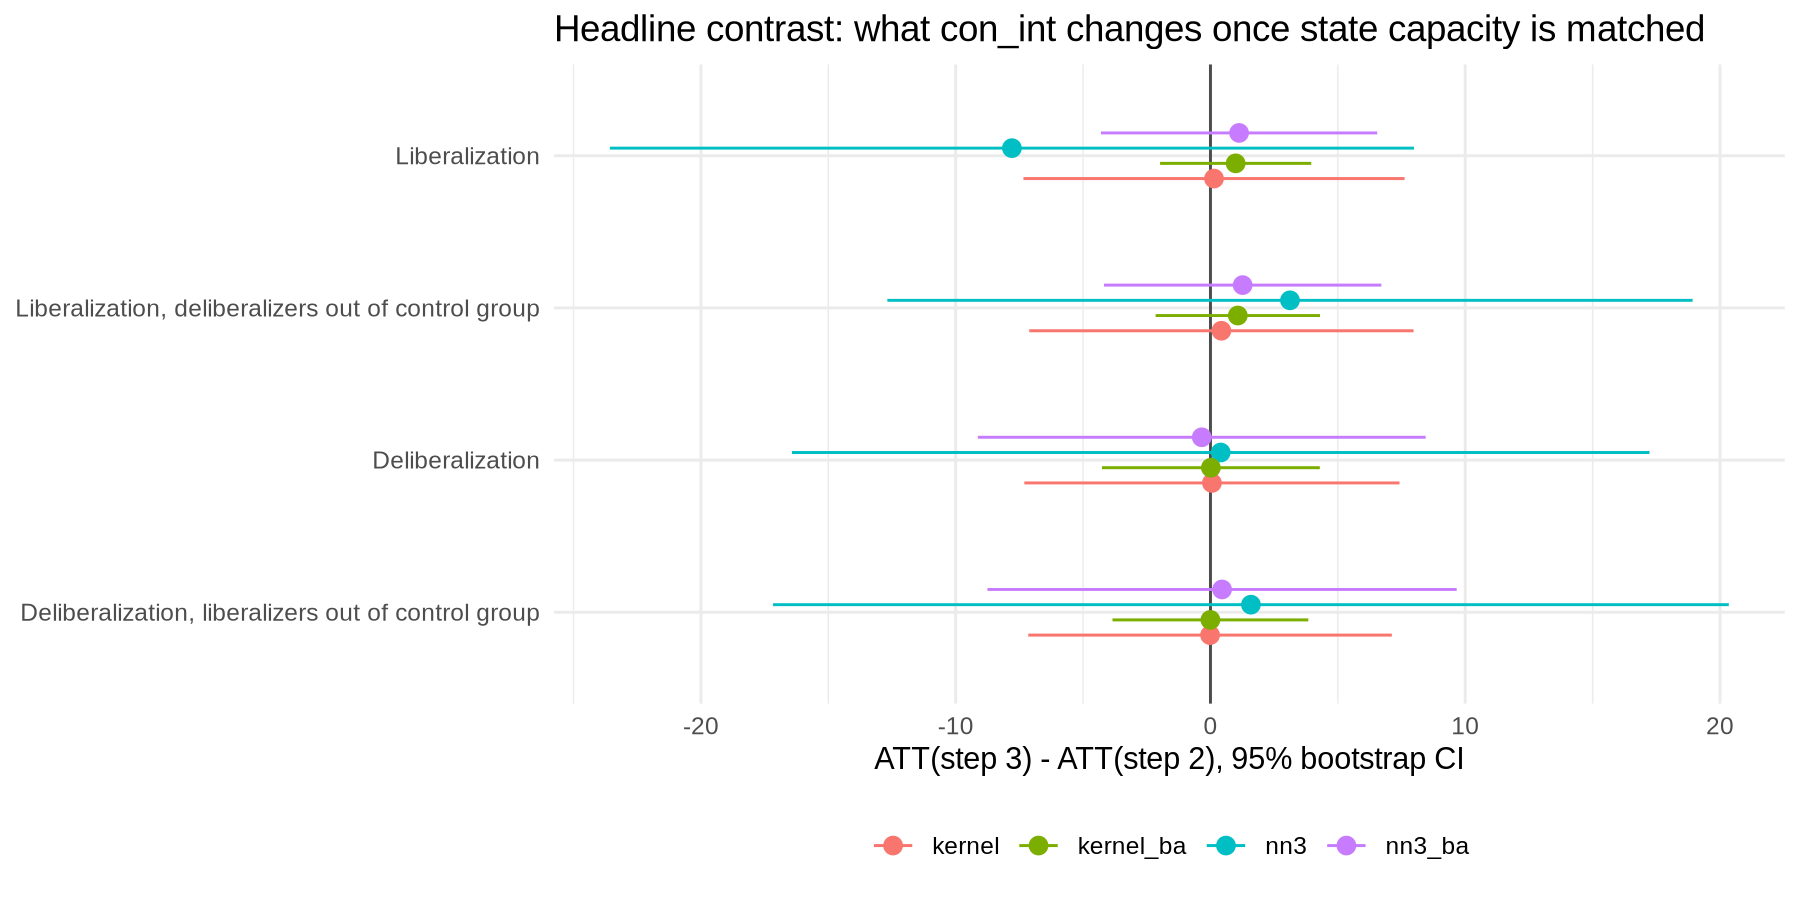 Headline contrast: what con_int changes once state capacity is matched
Liberalization
Liberalization, deliberalizers out of control group
Deliberalization
Deliberalization, liberalizers out of control group
-20 -10 0 10 20
ATT(step 3) - ATT(step 2), 95% bootstrap CI
kernel kernel_ba nn3 nn3_ba